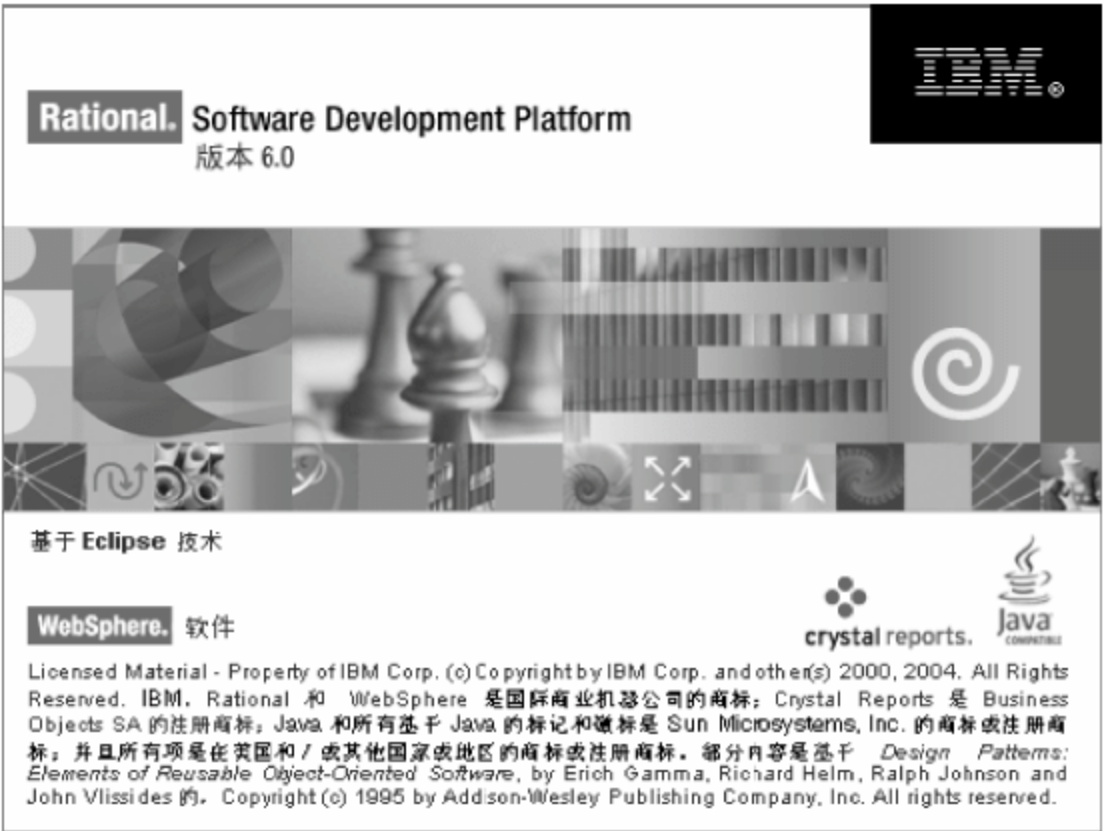 IBM®
Rational. Software Development Platform
版本 6.0
基于 Eclipse 技术
WebSphere. 软件
crystal reports.
Java
COMPATIBLE
Licensed Material - Property of IBM Corp. (c) Copyright by IBM Corp. and other(s) 2000, 2004. All Rights
Reserved. IBM, Rational 和 WebSphere 是国际商业机器公司的商标；Crystal Reports 是 Business
Objects SA 的注册商标；Java 和所有基于 Java 的标记和徽标是 Sun Microsystems, Inc. 的商标或注册商
标；并且所有项是在美国和 / 或其他国家或地区的商标或注册商标。部分内容是基于 Design Patterns:
Elements of Reusable Object-Oriented Software, by Erich Gamma, Richard Helm, Ralph Johnson and
John Vlissides 的。Copyright (c) 1995 by Addison-Wesley Publishing Company, Inc. All rights reserved.